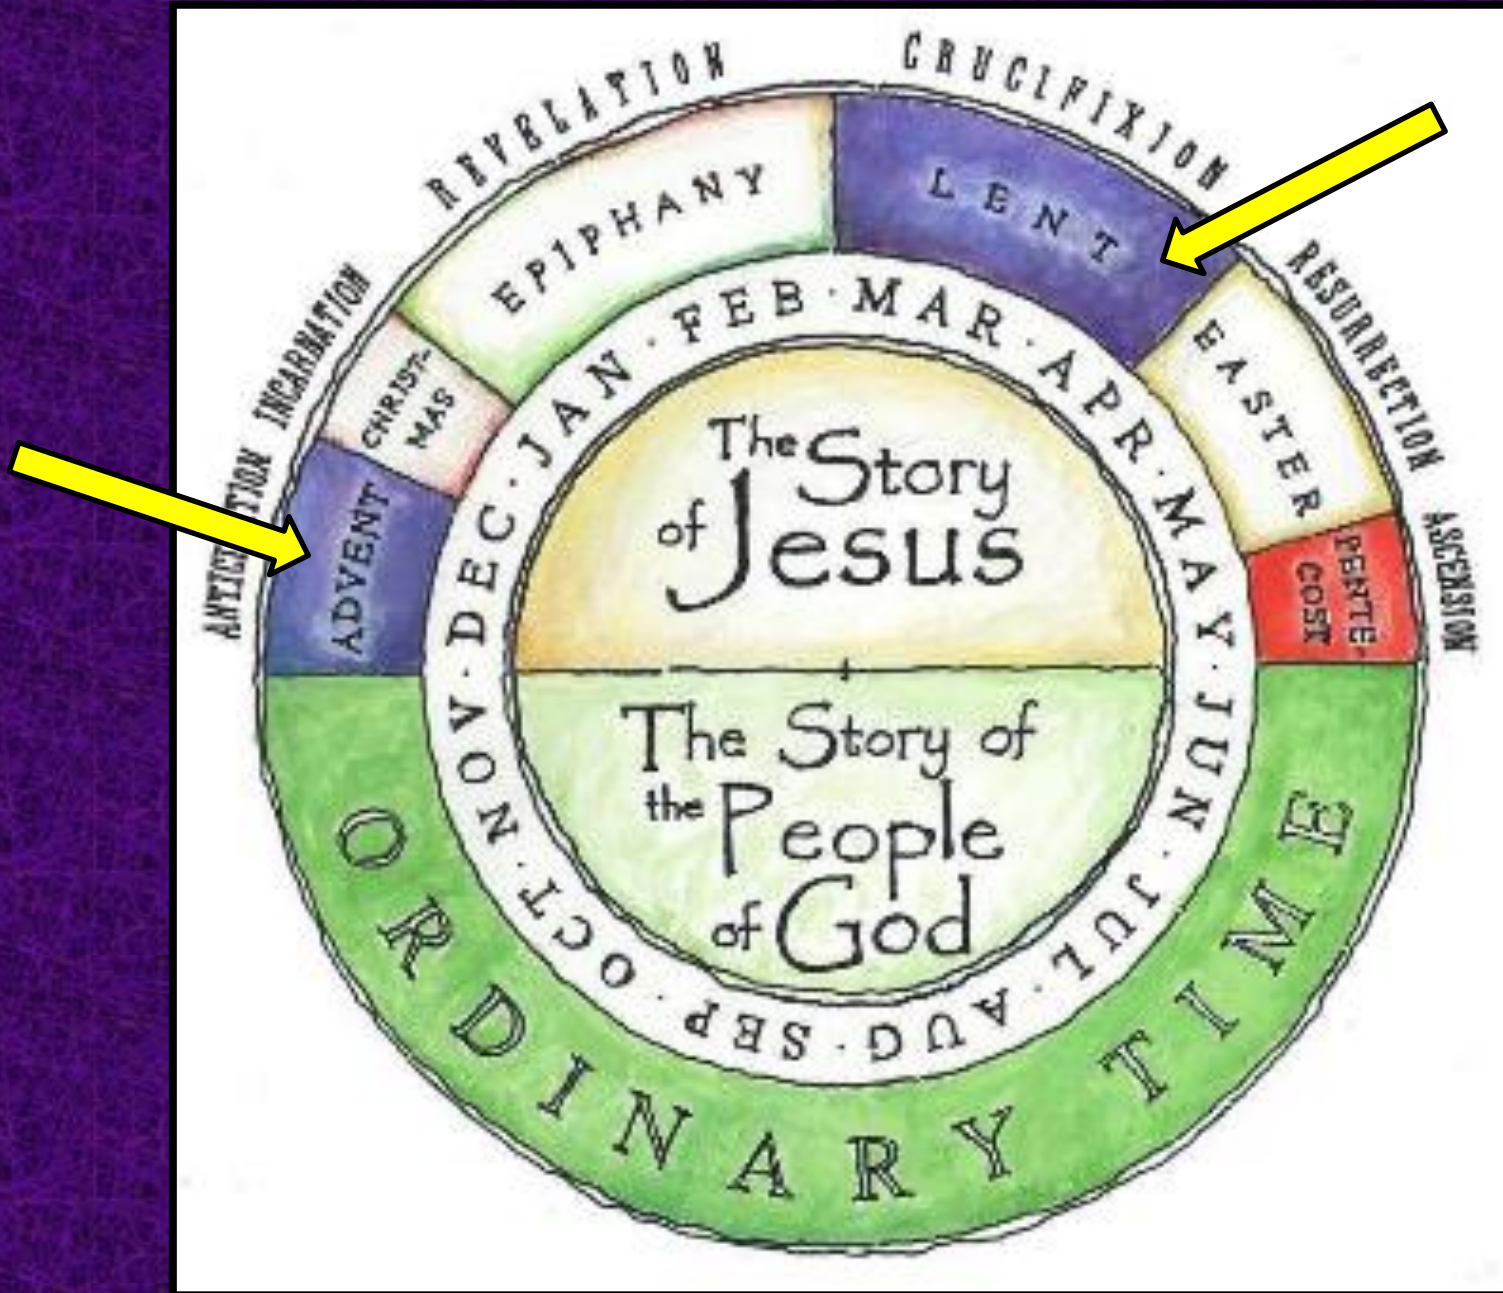 ANTICIPATION INCARNATION
REVELATION
CRUCIFIXION
RESURRECTION
ASCENSION
ADVENT
CHRIST-
MAS
EPIPHANY
LENT
EASTER
PENTE-
COST
ORDINARY TIME
JAN · FEB · MAR · APR · MAY · JUN · JUL · AUG · SEP · OCT · NOV · DEC ·
The Story
of Jesus
The Story of
the People
of God